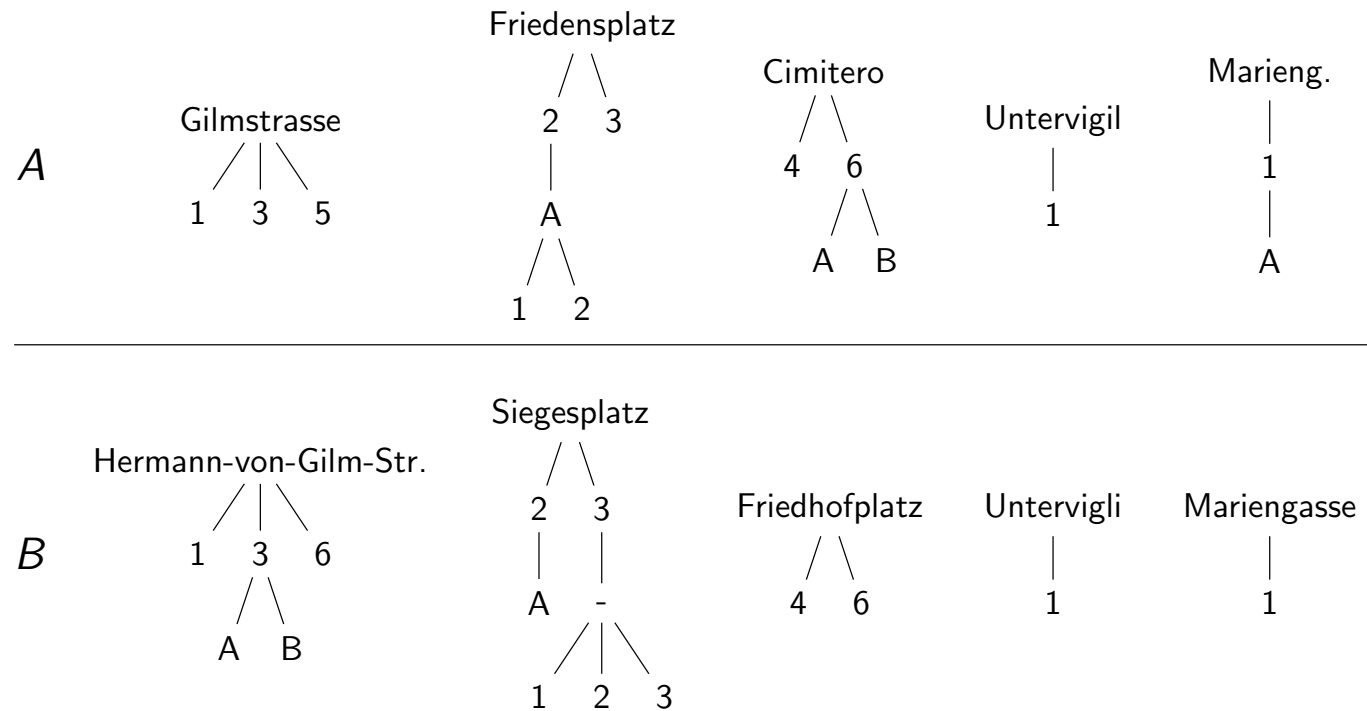 Friedensplatz
Cimitero
Marieng.
Gilmstrasse
2 3
Untervigil
A
4 6
1
1 3 5
A
1
A B
A
1 2
Siegesplatz
Hermann-von-Gilm-Str.
2 3
Friedhofplatz
Untervigli
Mariengasse
B
1 3 6
A -
4 6
1
1
A B
1 2 3